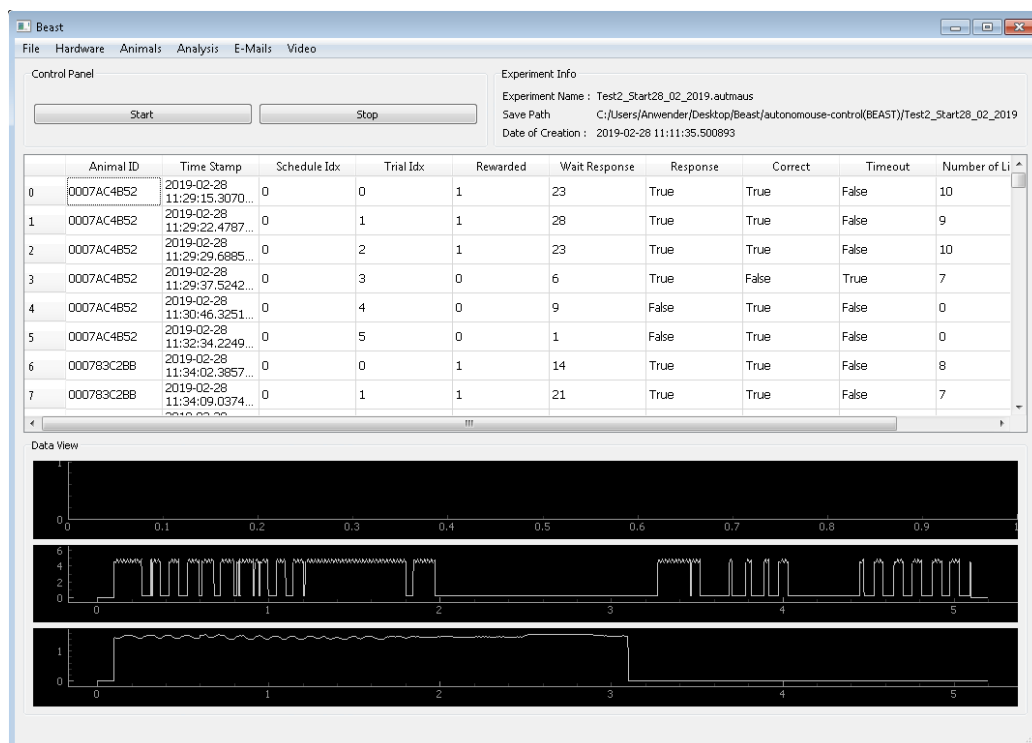 Beast
File Hardware Animals Analysis E-Mails Video
Control Panel
Start Stop
Experiment Info
Experiment Name : Test2_Start28_02_2019.autmaus
Save Path C:/Users/Anwender/Desktop/Beast/autonomouse-control(BEAST)/Test2_Start28_02_2019
Date of Creation : 2019-02-28 11:11:35.500893
Animal ID Time Stamp Schedule Idx Trial Idx Rewarded Wait Response Response Correct Timeout Number of Li
0 0007AC4B52 2019-02-28 11:29:15.3070... 0 0 1 23 True True False 10
1 0007AC4B52 2019-02-28 11:29:22.4787... 0 1 1 28 True True False 9
2 0007AC4B52 2019-02-28 11:29:29.6885... 0 2 1 23 True True False 10
3 0007AC4B52 2019-02-28 11:29:37.5242... 0 3 0 6 True False True 7
4 0007AC4B52 2019-02-28 11:30:46.3251... 0 4 0 9 False True False 0
5 0007AC4B52 2019-02-28 11:32:34.2249... 0 5 0 1 False True False 0
6 000783C2BB 2019-02-28 11:34:02.3857... 0 0 1 14 True True False 8
7 000783C2BB 2019-02-28 11:34:09.0374... 0 1 1 21 True True False 7
Data View
1
0
0 0.1 0.2 0.3 0.4 0.5 0.6 0.7 0.8 0.9 1
6
4
2
0
0 1 2 3 4 5
1
0
0 1 2 3 4 5